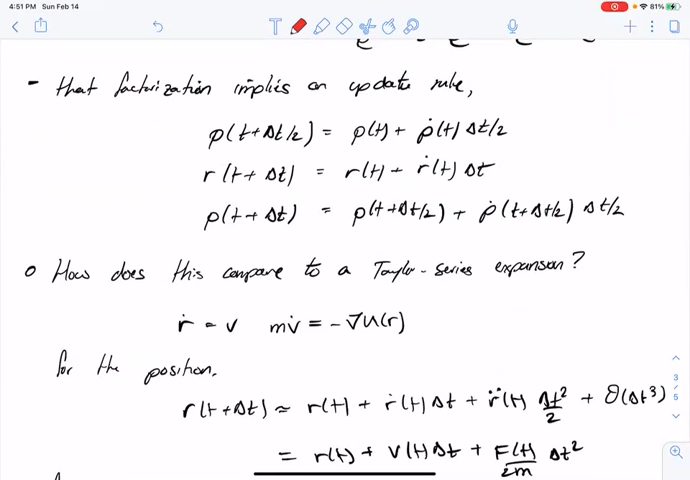 4:51 PM Sun Feb 14
81%
- that factorization implies an update rule,
p(t+Δt/2) = p(t) + ṗ(t) Δt/2
r(t+Δt) = r(t) + ṙ(t) Δt
p(t+Δt) = p(t+Δt/2) + ṗ(t+Δt/2) Δt/2
o How does this compare to a Taylor-series expansion?
ṙ = v mv̇ = -∇U(r)
for the position,
r(t+Δt) ≈ r(t) + ṙ(t) Δt + r̈(t) Δt²/2 + O(Δt³)
= r(t) + v(t)Δt + F(t)/2m Δt²
3
5